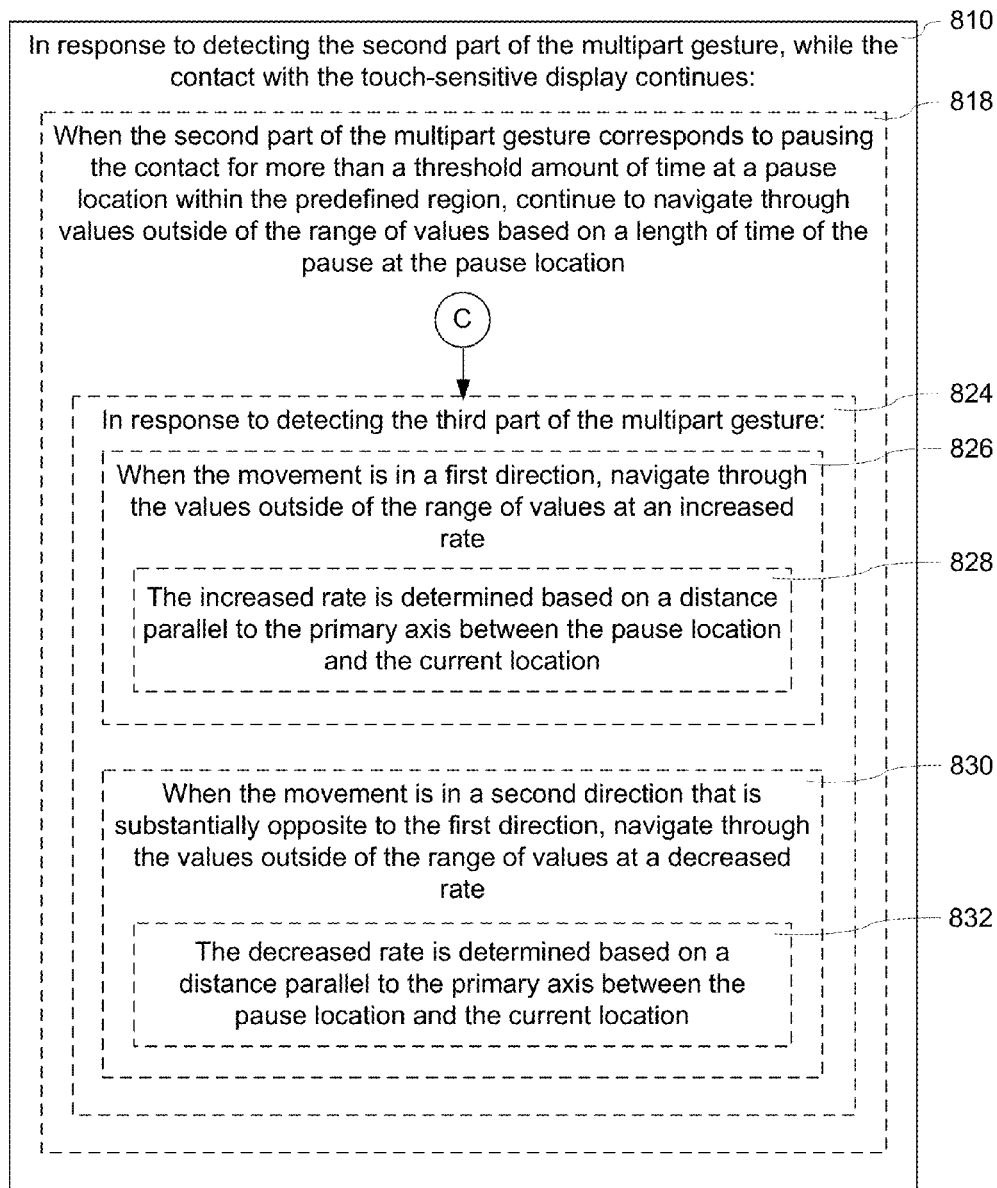 810
In response to detecting the second part of the multipart gesture, while the
contact with the touch-sensitive display continues:
818
When the second part of the multipart gesture corresponds to pausing
the contact for more than a threshold amount of time at a pause
location within the predefined region, continue to navigate through
values outside of the range of values based on a length of time of the
pause at the pause location
C
824
In response to detecting the third part of the multipart gesture:
826
When the movement is in a first direction, navigate through
the values outside of the range of values at an increased
rate
828
The increased rate is determined based on a distance
parallel to the primary axis between the pause location
and the current location
830
When the movement is in a second direction that is
substantially opposite to the first direction, navigate through
the values outside of the range of values at a decreased
rate
832
The decreased rate is determined based on a
distance parallel to the primary axis between the
pause location and the current location